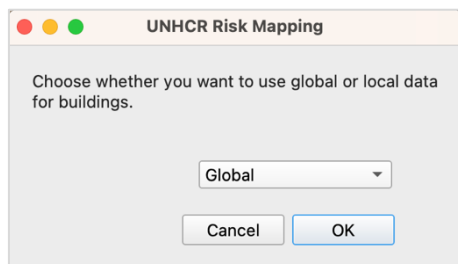 UNHCR Risk Mapping
Choose whether you want to use global or local data
for buildings.
Global
Cancel
OK